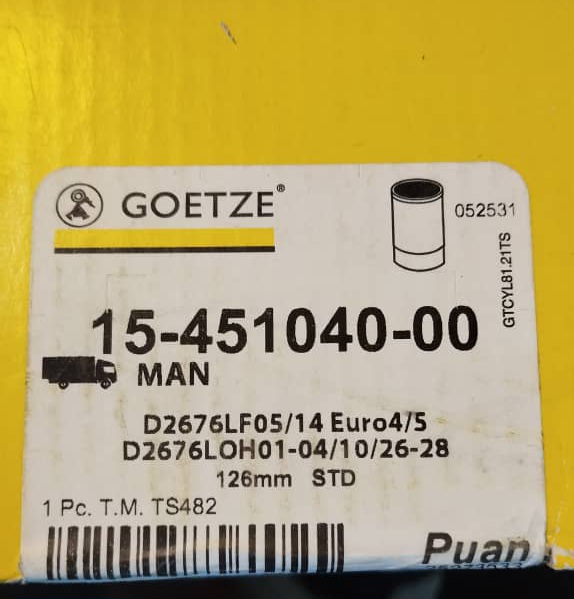 GOETZE®
052531
GTCYL81.21TS
15-451040-00
MAN
D2676LF05/14 Euro4/5
D2676LOH01-04/10/26-28
126mm STD
1 Pc. T.M. TS482
Puan